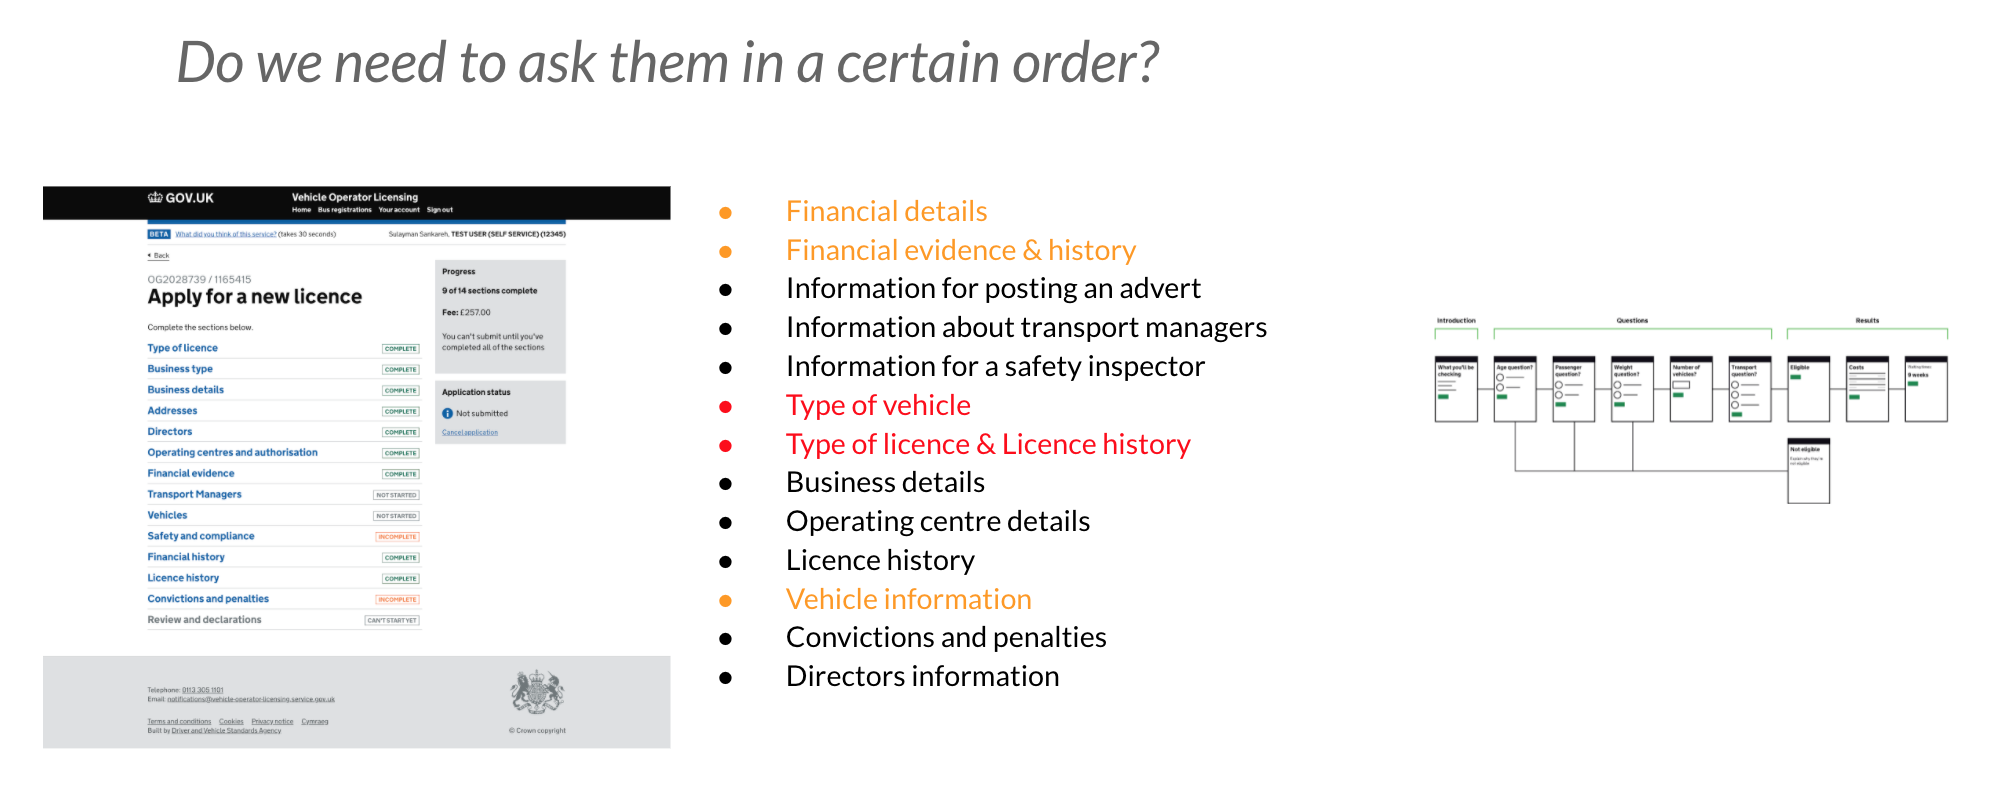 Do we need to ask them in a certain order?
GOV.UK
Vehicle Operator Licensing
Home Bus registrations Your account Sign out
BETA What did you think of this service? (takes 30 seconds)
Sulayman Sankareh, TEST USER (SELF SERVICE) (12345)
Back
OG2028739 / 1165415
Apply for a new licence
Complete the sections below.
Type of licence COMPLETE
Business type COMPLETE
Business details COMPLETE
Addresses COMPLETE
Directors COMPLETE
Operating centres and authorisation COMPLETE
Financial evidence COMPLETE
Transport Managers NOT STARTED
Vehicles NOT STARTED
Safety and compliance INCOMPLETE
Financial history COMPLETE
Licence history COMPLETE
Convictions and penalties INCOMPLETE
Review and declarations CAN'T START YET
Progress
9 of 14 sections complete
Fee: £257.00
You can't submit until you've
completed all of the sections
Application status
Not submitted
Cancel application
Telephone: 0113 305 1101
Email: notifications@vehicle-operator-licensing.service.gov.uk
Terms and conditions Cookies Privacy notice Cymraeg
Built by Driver and Vehicle Standards Agency
© Crown copyright
● Financial details
● Financial evidence & history
● Information for posting an advert
● Information about transport managers
● Information for a safety inspector
● Type of vehicle
● Type of licence & Licence history
● Business details
● Operating centre details
● Licence history
● Vehicle information
● Convictions and penalties
● Directors information
Introduction
Questions
Results
What you'll be
checking
Age question?
Passenger
question?
Weight
question?
Number of
vehicles?
Transport
question?
Eligible
Costs
9 weeks
Not eligible
Explain why they're
not eligible